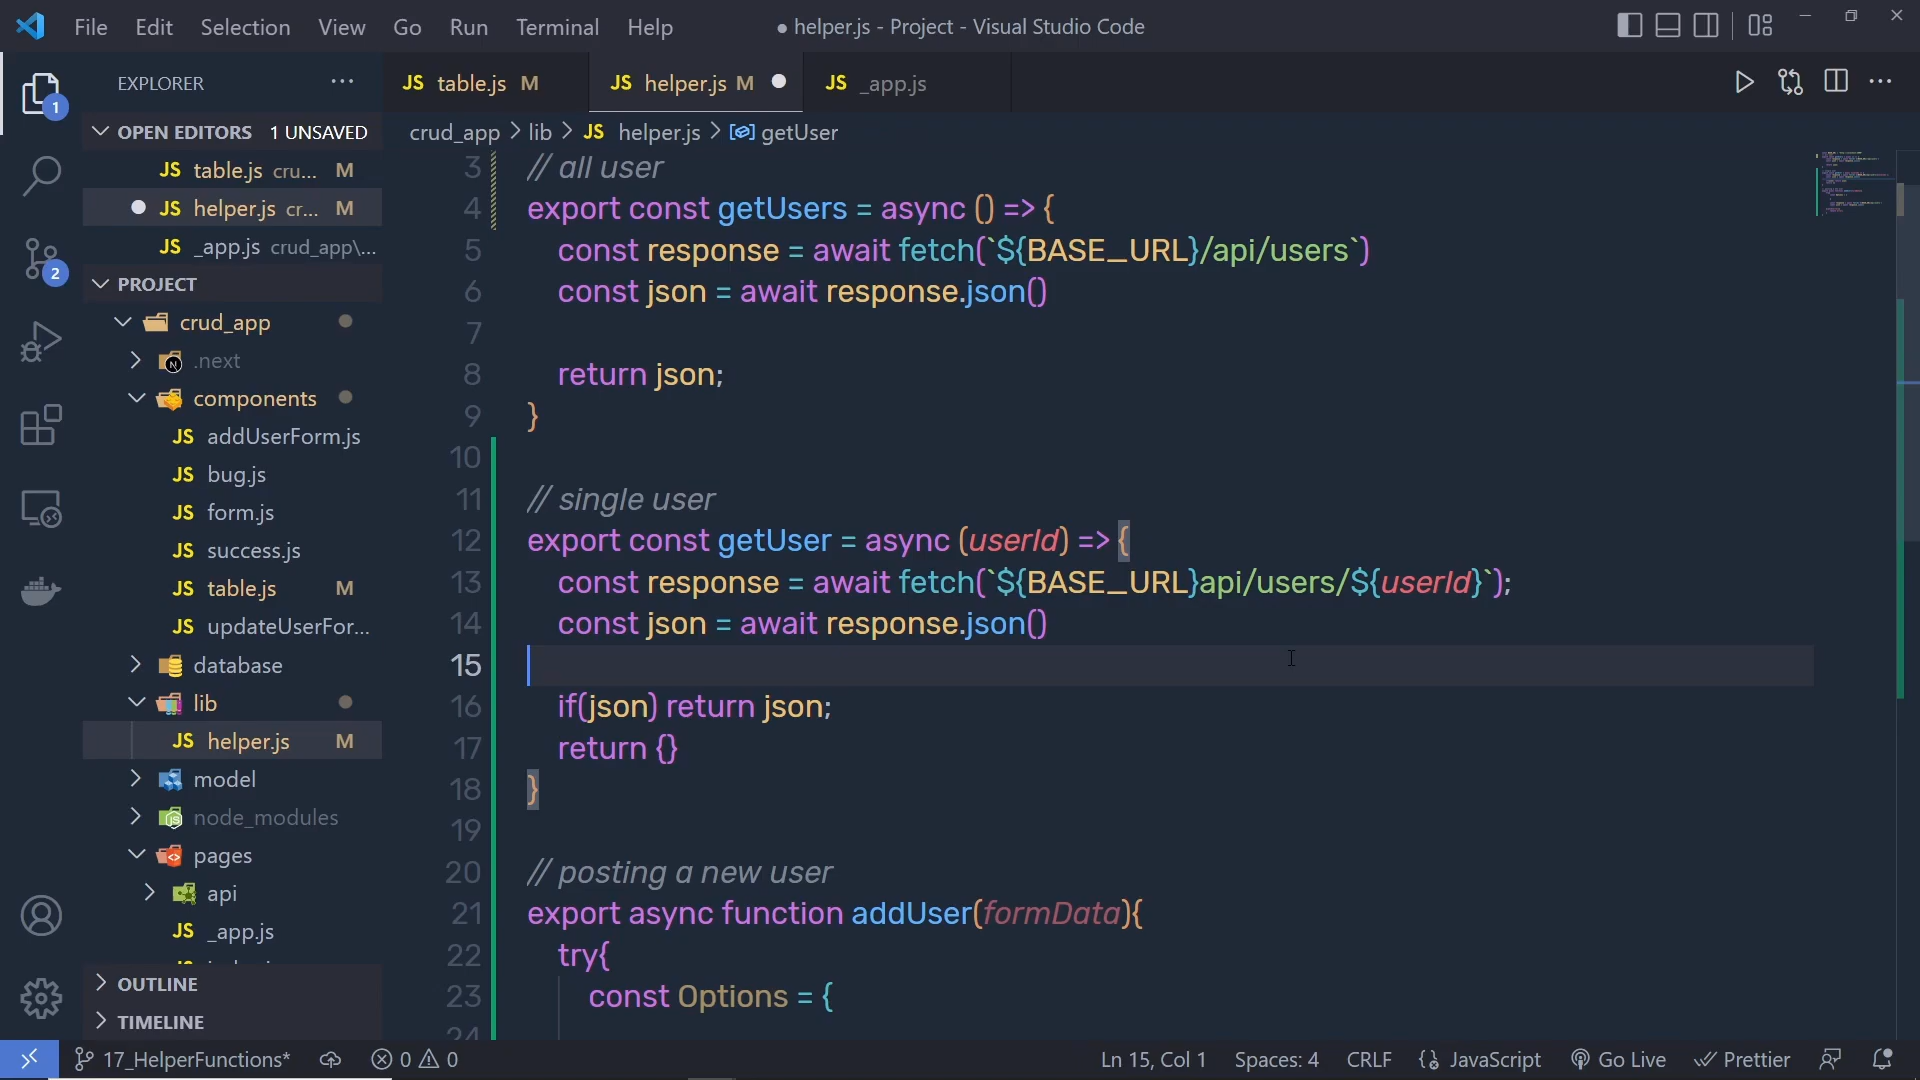 File Edit Selection View Go Run Terminal Help ● helper.js - Project - Visual Studio Code
EXPLORER ···
JS table.js M JS helper.js M JS _app.js
OPEN EDITORS 1 UNSAVED
crud_app > lib > JS helper.js > getUser
JS table.js cru... M
JS helper.js cr... M
JS _app.js crud_app\...
PROJECT
crud_app
.next
components
JS addUserForm.js
JS bug.js
JS form.js
JS success.js
JS table.js M
JS updateUserFor...
database
lib
JS helper.js M
model
node_modules
pages
api
JS _app.js
OUTLINE
TIMELINE
1
2
3 // all user
4 export const getUsers = async () => {
5 const response = await fetch(`${BASE_URL}/api/users`)
6 const json = await response.json()
7
8 return json;
9 }
10
11 // single user
12 export const getUser = async (userId) => {
13 const response = await fetch(`${BASE_URL}api/users/${userId}`);
14 const json = await response.json()
15
16 if(json) return json;
17 return {}
18 }
19
20 // posting a new user
21 export async function addUser(formData){
22 try{
23 const Options = {
24
17_HelperFunctions* 0 0 Ln 15, Col 1 Spaces: 4 CRLF JavaScript Go Live Prettier